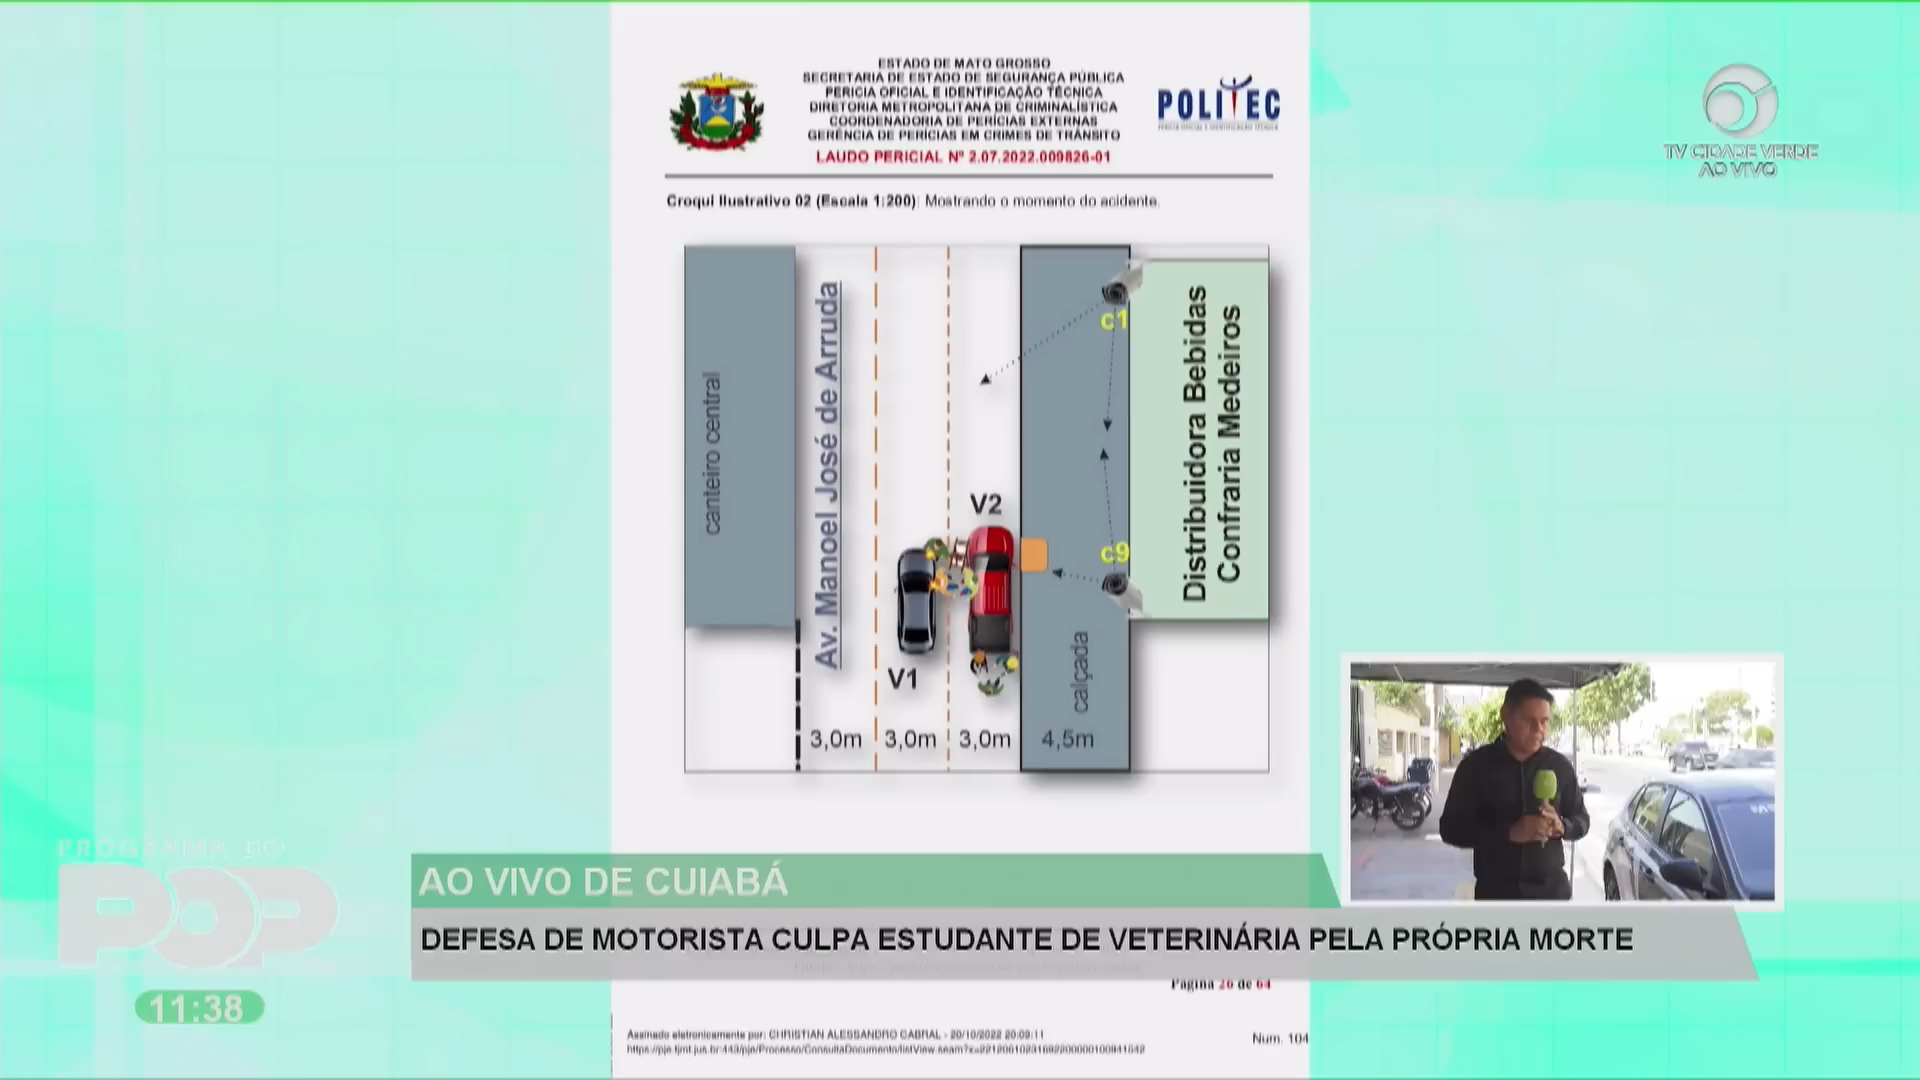 ESTADO DE MATO GROSSO
SECRETARIA DE ESTADO DE SEGURANÇA PÚBLICA
PERICIA OFICIAL E IDENTIFICAÇÃO TÉCNICA
DIRETORIA METROPOLITANA DE CRIMINALÍSTICA
COORDENADORIA DE PERÍCIAS EXTERNAS
GERÊNCIA DE PERÍCIAS EM CRIMES DE TRÂNSITO
LAUDO PERICIAL Nº 2.07.2022.009826-01
POLITEC
TV CIDADE VERDE
AO VIVO
Croqui Ilustrativo 02 (Escala 1:200): Mostrando o momento do acidente.
canteiro central
Av. Manoel José de Arruda
c1
Distribuidora Bebidas
Confraria Medeiros
V2
c9
V1
calçada
3,0m
3,0m
3,0m
4,5m
PROGRAMA DO
POP
11:38
AO VIVO DE CUIABÁ
DEFESA DE MOTORISTA CULPA ESTUDANTE DE VETERINÁRIA PELA PRÓPRIA MORTE
Página 26 de 64
Assinado eletronicamente por: CHRISTIAN ALESSANDRO CABRAL - 20/10/2022 20:09:11
Num. 104